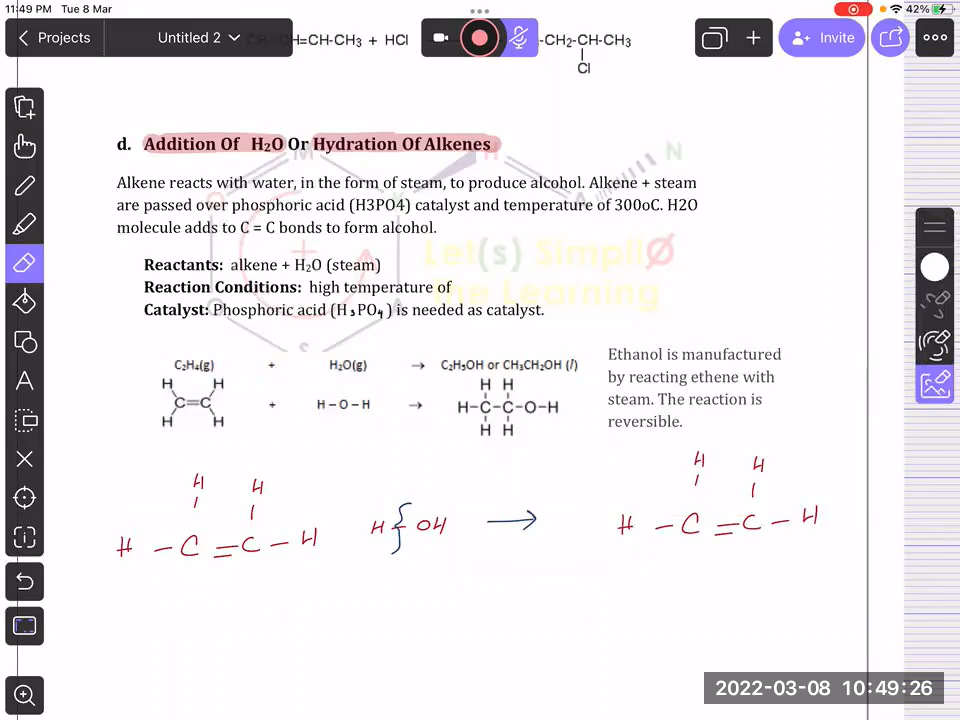 11:49 PM Tue 8 Mar
42%
Projects
Untitled 2
=CH-CH3 + HCl
-CH2-CH-CH3
Cl
Invite
d. Addition Of H2O Or Hydration Of Alkenes
Alkene reacts with water, in the form of steam, to produce alcohol. Alkene + steam
are passed over phosphoric acid (H3PO4) catalyst and temperature of 300oC. H2O
molecule adds to C = C bonds to form alcohol.
Let(s) Simplifø
the Learning
Reactants: alkene + H2O (steam)
Reaction Conditions: high temperature of
Catalyst: Phosphoric acid (H3PO4) is needed as catalyst.
C2H4(g) + H2O(g) → C2H5OH or CH3CH2OH (l)
H H H H
C=C + H-O-H → H-C-C-O-H
H H H H
Ethanol is manufactured
by reacting ethene with
steam. The reaction is
reversible.
H H H H
H - C = C - H H - OH → H - C = C - H
2022-03-08 10:49:26